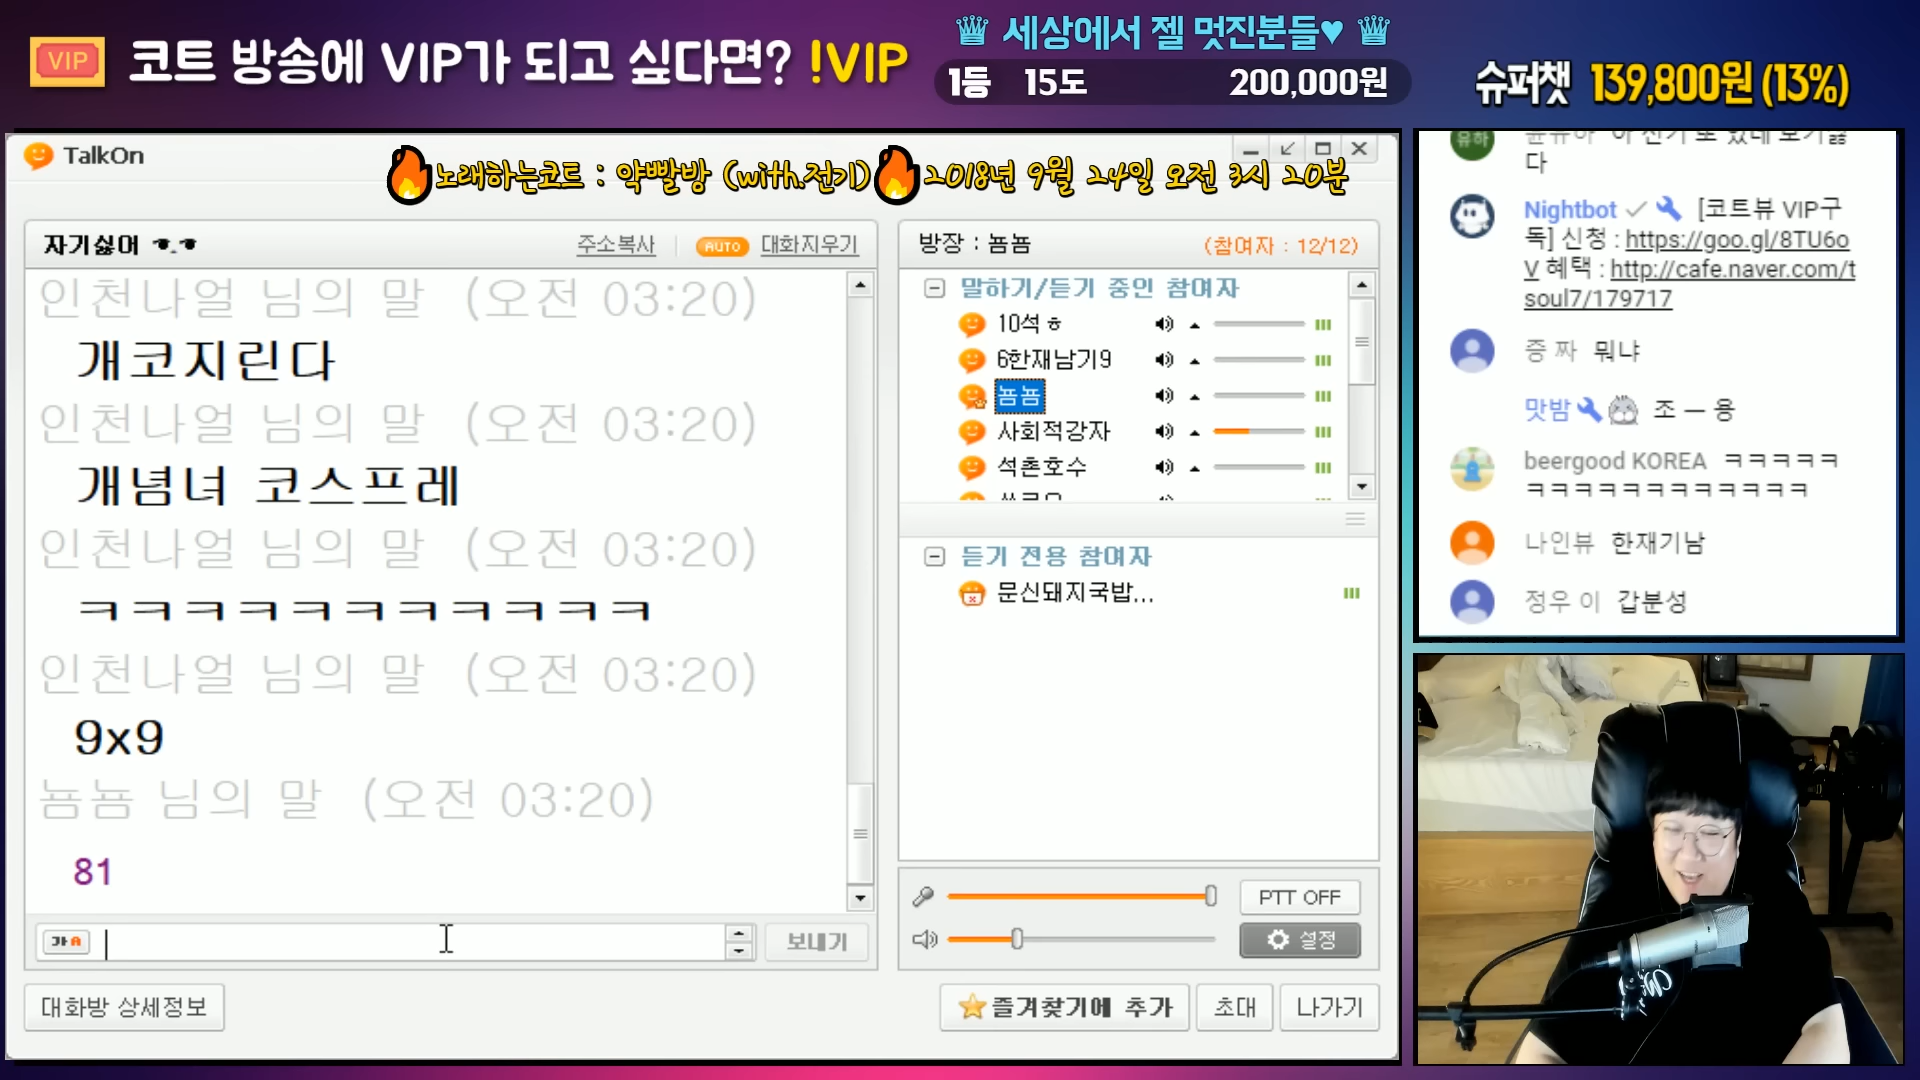 VIP 코트 방송에 VIP가 되고 싶다면? !VIP
세상에서 젤 멋진분들♥
1등 15도 200,000원
슈퍼챗 139,800원 (13%)
TalkOn
노래하는코트 : 약빨방 (with.전기) 2018년 9월 24일 오전 3시 20분
자기싫어
주소복사 AUTO 대화지우기
인천나얼 님의 말 (오전 03:20)
개코지린다
인천나얼 님의 말 (오전 03:20)
개념녀 코스프레
인천나얼 님의 말 (오전 03:20)
ㅋㅋㅋㅋㅋㅋㅋㅋㅋㅋㅋ
인천나얼 님의 말 (오전 03:20)
9x9
뇸뇸 님의 말 (오전 03:20)
81
가A
보내기
대화방 상세정보
방장 : 뇸뇸 (참여자 : 12/12)
말하기/듣기 중인 참여자
10석ㅎ
6한재남기9
뇸뇸
사회적강자
석촌호수
듣기 전용 참여자
문신돼지국밥...
PTT OFF
설정
즐겨찾기에 추가
초대
나가기
다
Nightbot [코트뷰 VIP구
독] 신청 : https://goo.gl/8TU6o
V 혜택 : http://cafe.naver.com/t
soul7/179717
증 짜 뭐냐
맛밤 조 — 용
beergood KOREA ㅋㅋㅋㅋㅋ
ㅋㅋㅋㅋㅋㅋㅋㅋㅋㅋㅋㅋ
나인뷰 한재기남
정우 이 갑분성